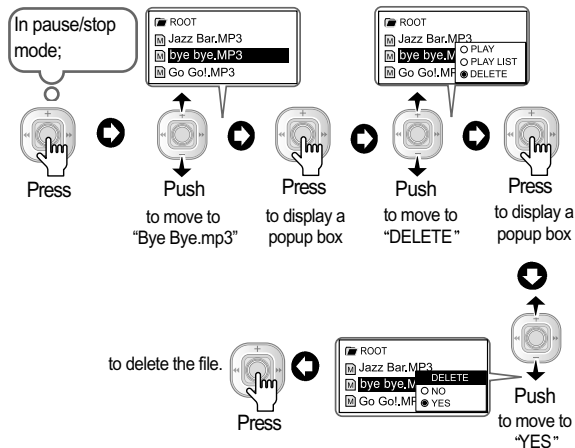 In pause/stop
mode;
ROOT
Jazz Bar.MP3
bye bye.MP3
Go Go!.MP3
ROOT
Jazz Bar.MP3
bye bye.M
Go Go!.MF
PLAY
PLAY LIST
DELETE
Press
Push
to move to
“Bye Bye.mp3”
Press
to display a
popup box
Push
to move to
“DELETE”
Press
to display a
popup box
Push
to move to
“YES”
ROOT
Jazz Bar.MP3
bye bye.M
Go Go!.MF
DELETE
NO
YES
to delete the file.
Press